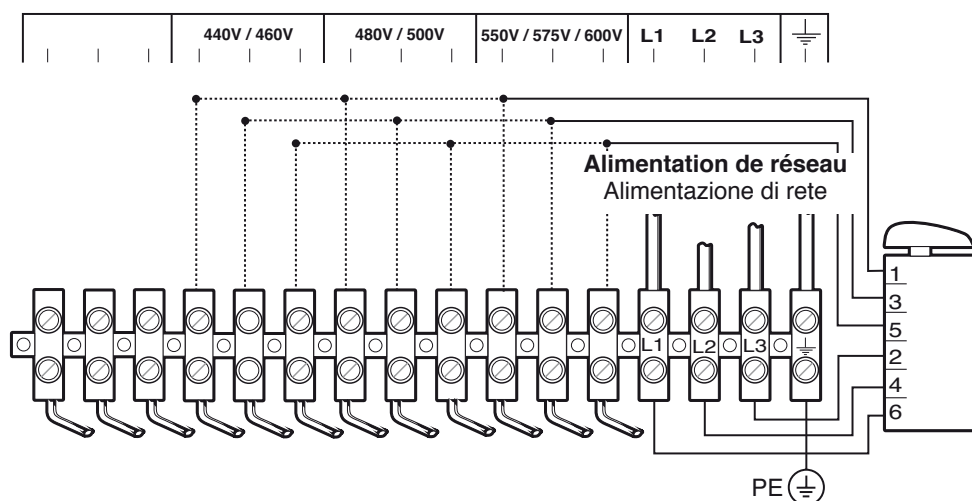 440V / 460V 480V / 500V 550V / 575V / 600V L1 L2 L3
Alimentation de réseau
Alimentazione di rete
1
3
5
L1 L2 L3
2
4
6
PE